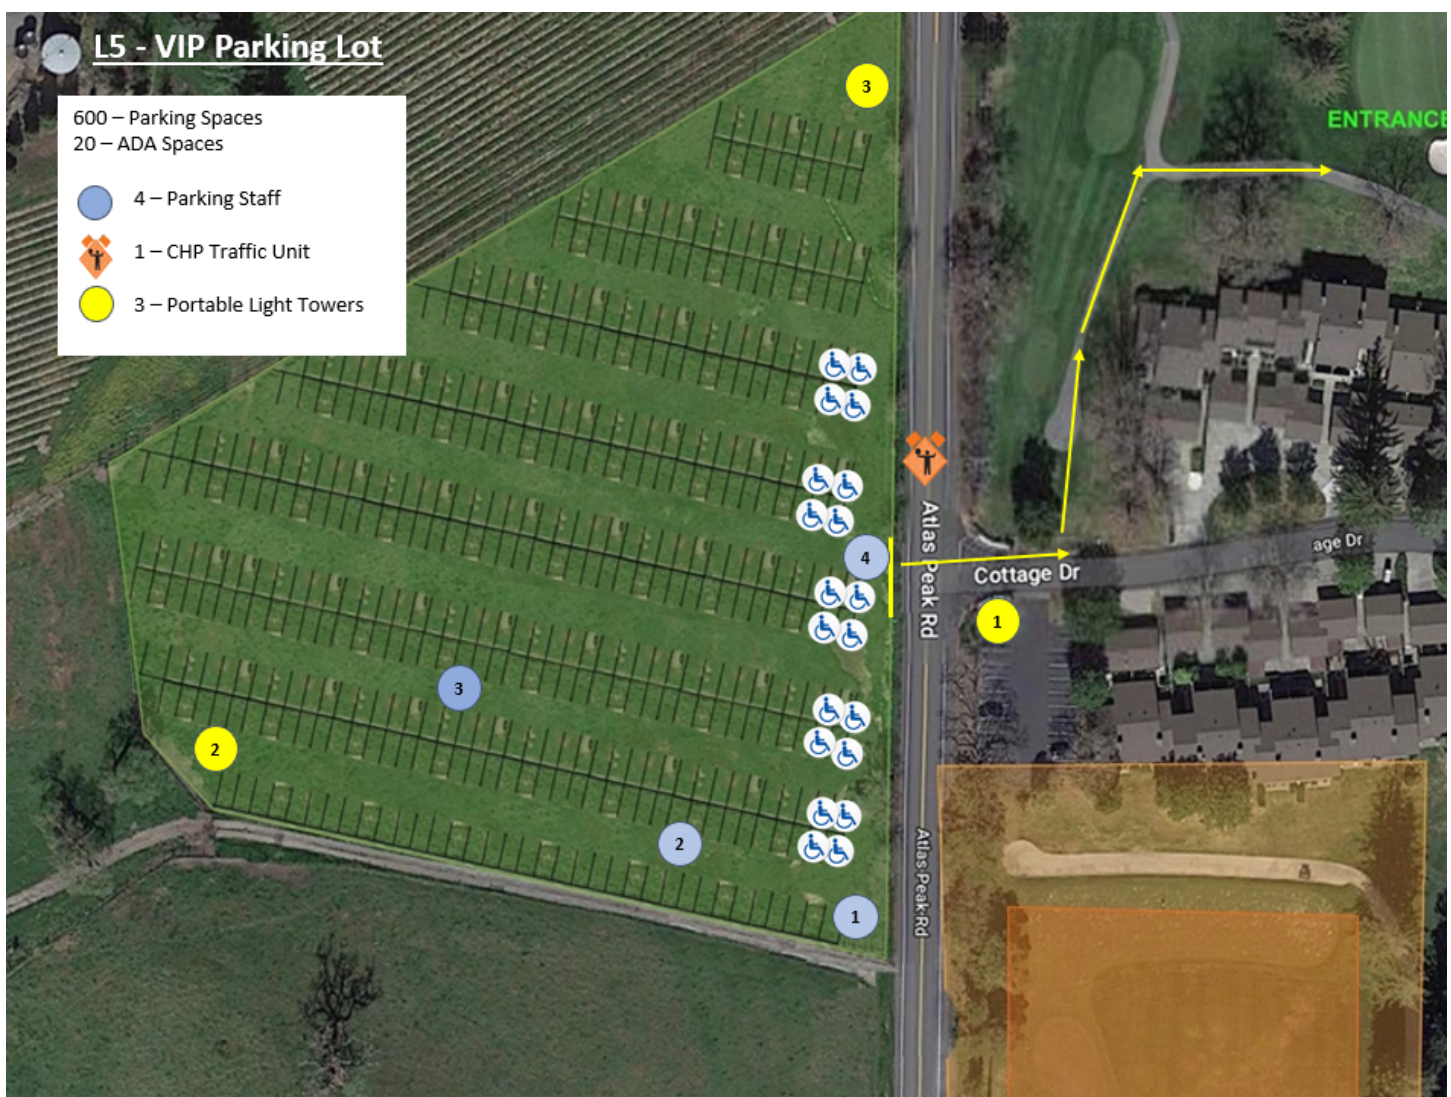 L5 - VIP Parking Lot
600 – Parking Spaces
20 – ADA Spaces
4 – Parking Staff
1 – CHP Traffic Unit
3 – Portable Light Towers
3
ENTRANCE
Atlas Peak Rd
4
Cottage Dr
age Dr
1
3
2
2
1
Atlas Peak Rd